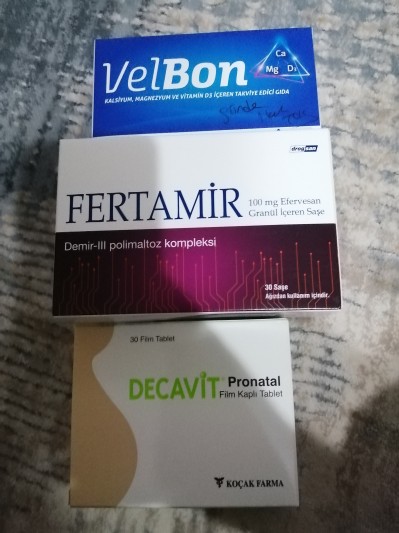 VelBon
Ca
Mg D₃
KALSİYUM, MAGNEZYUM VE VİTAMİN D3 İÇEREN TAKVİYE EDİCİ GIDA
günde
drogsan
FERTAMİR
100 mg Efervesan
Granül İçeren Saşe
Demir-III polimaltoz kompleksi
30 Saşe
Ağızdan kullanım içindir.
30 Film Tablet
DECAVİT Pronatal
Film Kaplı Tablet
KOÇAK FARMA